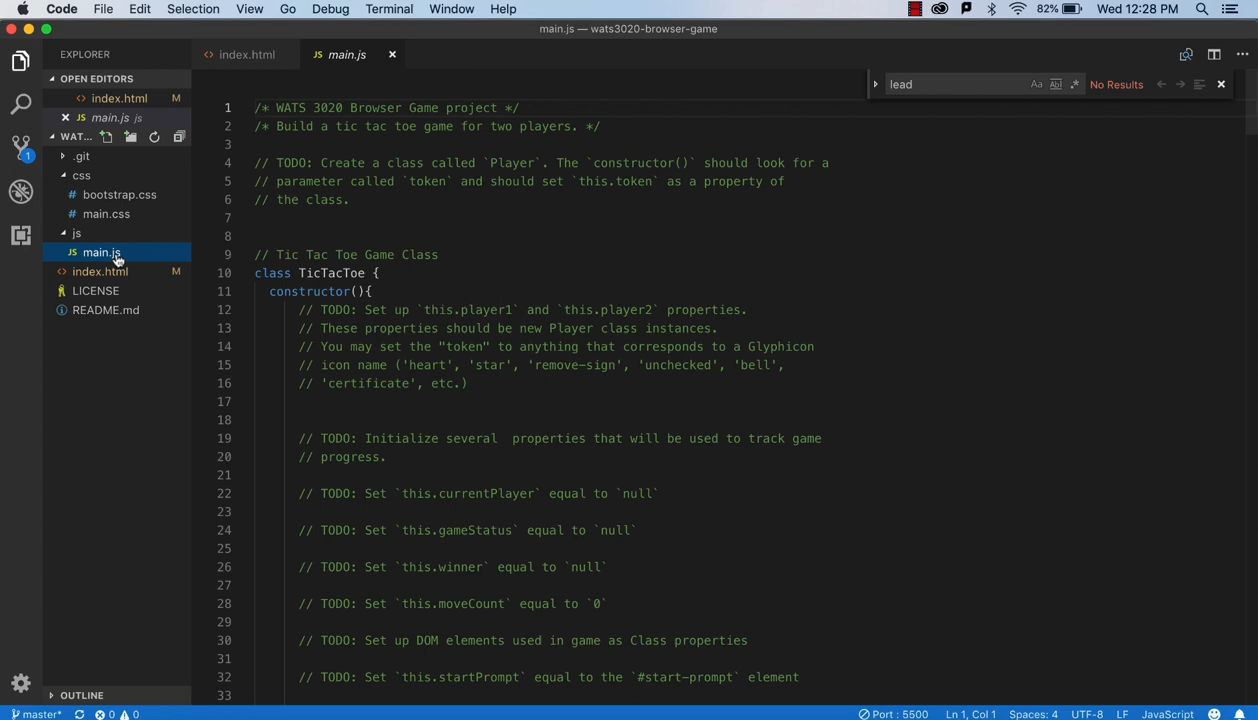 Code File Edit Selection View Go Debug Terminal Window Help 82% Wed 12:28 PM
main.js — wats3020-browser-game
EXPLORER
OPEN EDITORS
index.html M
main.js js
WAT...
.git
css
bootstrap.css
main.css
js
JS main.js
index.html M
LICENSE
README.md
OUTLINE
index.html
JS main.js
lead
Aa Abl .* No Results
1 /* WATS 3020 Browser Game project */
2 /* Build a tic tac toe game for two players. */
3
4 // TODO: Create a class called `Player`. The `constructor()` should look for a
5 // parameter called `token` and should set `this.token` as a property of
6 // the class.
7
8
9 // Tic Tac Toe Game Class
10 class TicTacToe {
11 constructor(){
12 // TODO: Set up `this.player1` and `this.player2` properties.
13 // These properties should be new Player class instances.
14 // You may set the "token" to anything that corresponds to a Glyphicon
15 // icon name ('heart', 'star', 'remove-sign', 'unchecked', 'bell',
16 // 'certificate', etc.)
17
18
19 // TODO: Initialize several  properties that will be used to track game
20 // progress.
21
22 // TODO: Set `this.currentPlayer` equal to `null`
23
24 // TODO: Set `this.gameStatus` equal to `null`
25
26 // TODO: Set `this.winner` equal to `null`
27
28 // TODO: Set `this.moveCount` equal to `0`
29
30 // TODO: Set up DOM elements used in game as Class properties
31
32 // TODO: Set `this.startPrompt` equal to the `#start-prompt` element
33
1
master* 0 0 Port : 5500 Ln 1, Col 1 Spaces: 4 UTF-8 LF JavaScript